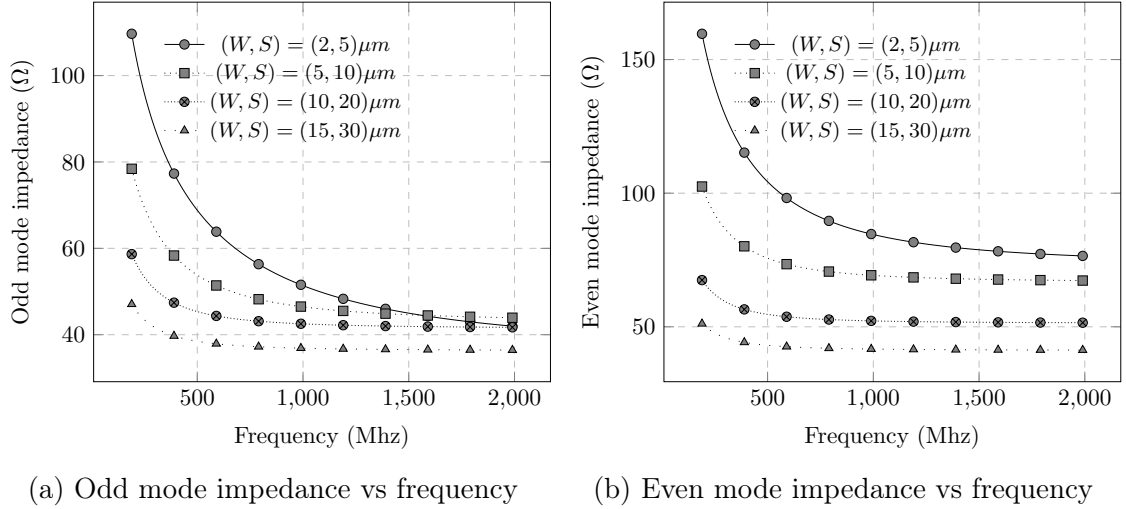 Odd mode impedance (Ω)
100
80
60
40
500
1,000
1,500
2,000
Frequency (Mhz)
(W, S) = (2, 5)μm
(W, S) = (5, 10)μm
(W, S) = (10, 20)μm
(W, S) = (15, 30)μm
(a) Odd mode impedance vs frequency
Even mode impedance (Ω)
150
100
50
500
1,000
1,500
2,000
Frequency (Mhz)
(W, S) = (2, 5)μm
(W, S) = (5, 10)μm
(W, S) = (10, 20)μm
(W, S) = (15, 30)μm
(b) Even mode impedance vs frequency